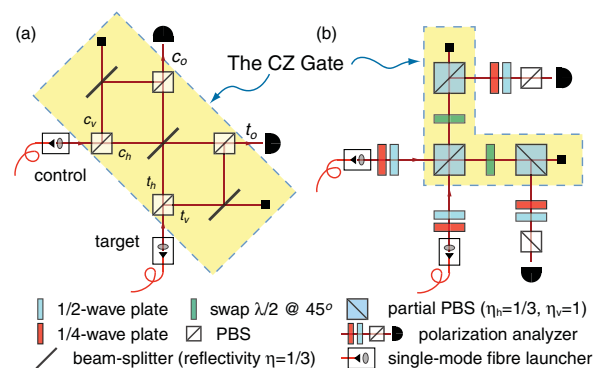 (a)
(b)
The CZ Gate
c_o
c_v
c_h
t_o
control
t_h
t_v
target
1/2-wave plate
swap λ/2 @ 45°
partial PBS (η_h=1/3, η_v=1)
1/4-wave plate
PBS
polarization analyzer
beam-splitter (reflectivity η=1/3)
single-mode fibre launcher